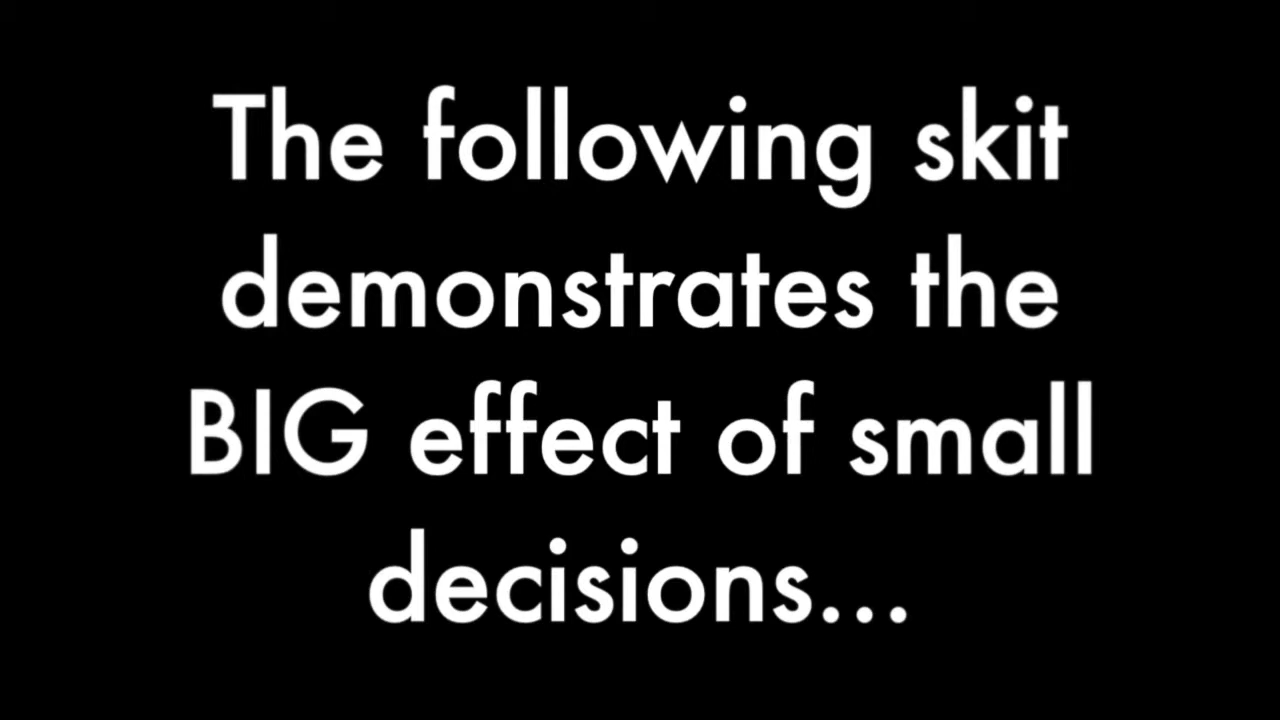 The following skit
demonstrates the
BIG effect of small
decisions...